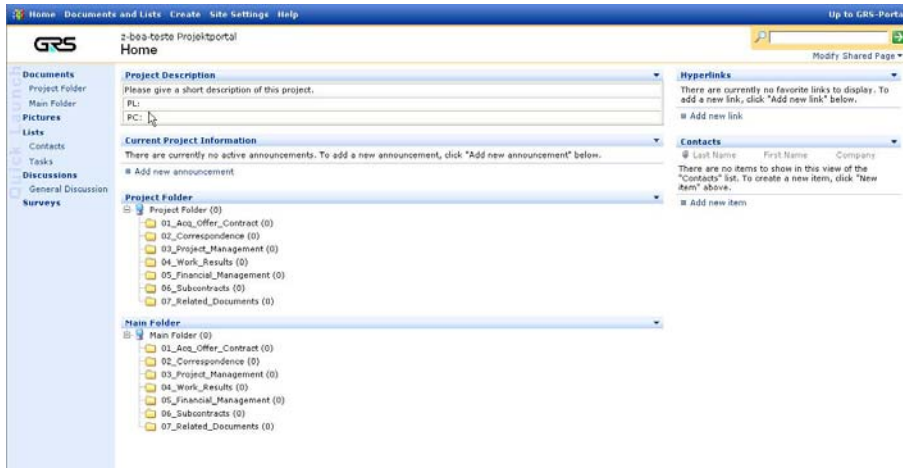 Home Documents and Lists Create Site Settings Help
Up to GRS-Porta
GRS
z-bea-teste Projektportal
Home
Modify Shared Page
Quick Launch
Documents
Project Folder
Main Folder
Pictures
Lists
Contacts
Tasks
Discussions
General Discussion
Surveys
Project Description
Please give a short description of this project.
PL:
PC:
Current Project Information
There are currently no active announcements. To add a new announcement, click "Add new announcement" below.
Add new announcement
Project Folder
Project Folder (0)
01_Acq_Offer_Contract (0)
02_Correspondence (0)
03_Project_Management (0)
04_Work_Results (0)
05_Financial_Management (0)
06_Subcontracts (0)
07_Related_Documents (0)
Main Folder
Main Folder (0)
01_Acq_Offer_Contract (0)
02_Correspondence (0)
03_Project_Management (0)
04_Work_Results (0)
05_Financial_Management (0)
06_Subcontracts (0)
07_Related_Documents (0)
Hyperlinks
There are currently no favorite links to display. To
add a new link, click "Add new link" below.
Add new link
Contacts
Last Name First Name Company
There are no items to show in this view of the
"Contacts" list. To create a new item, click "New
item" above.
Add new item